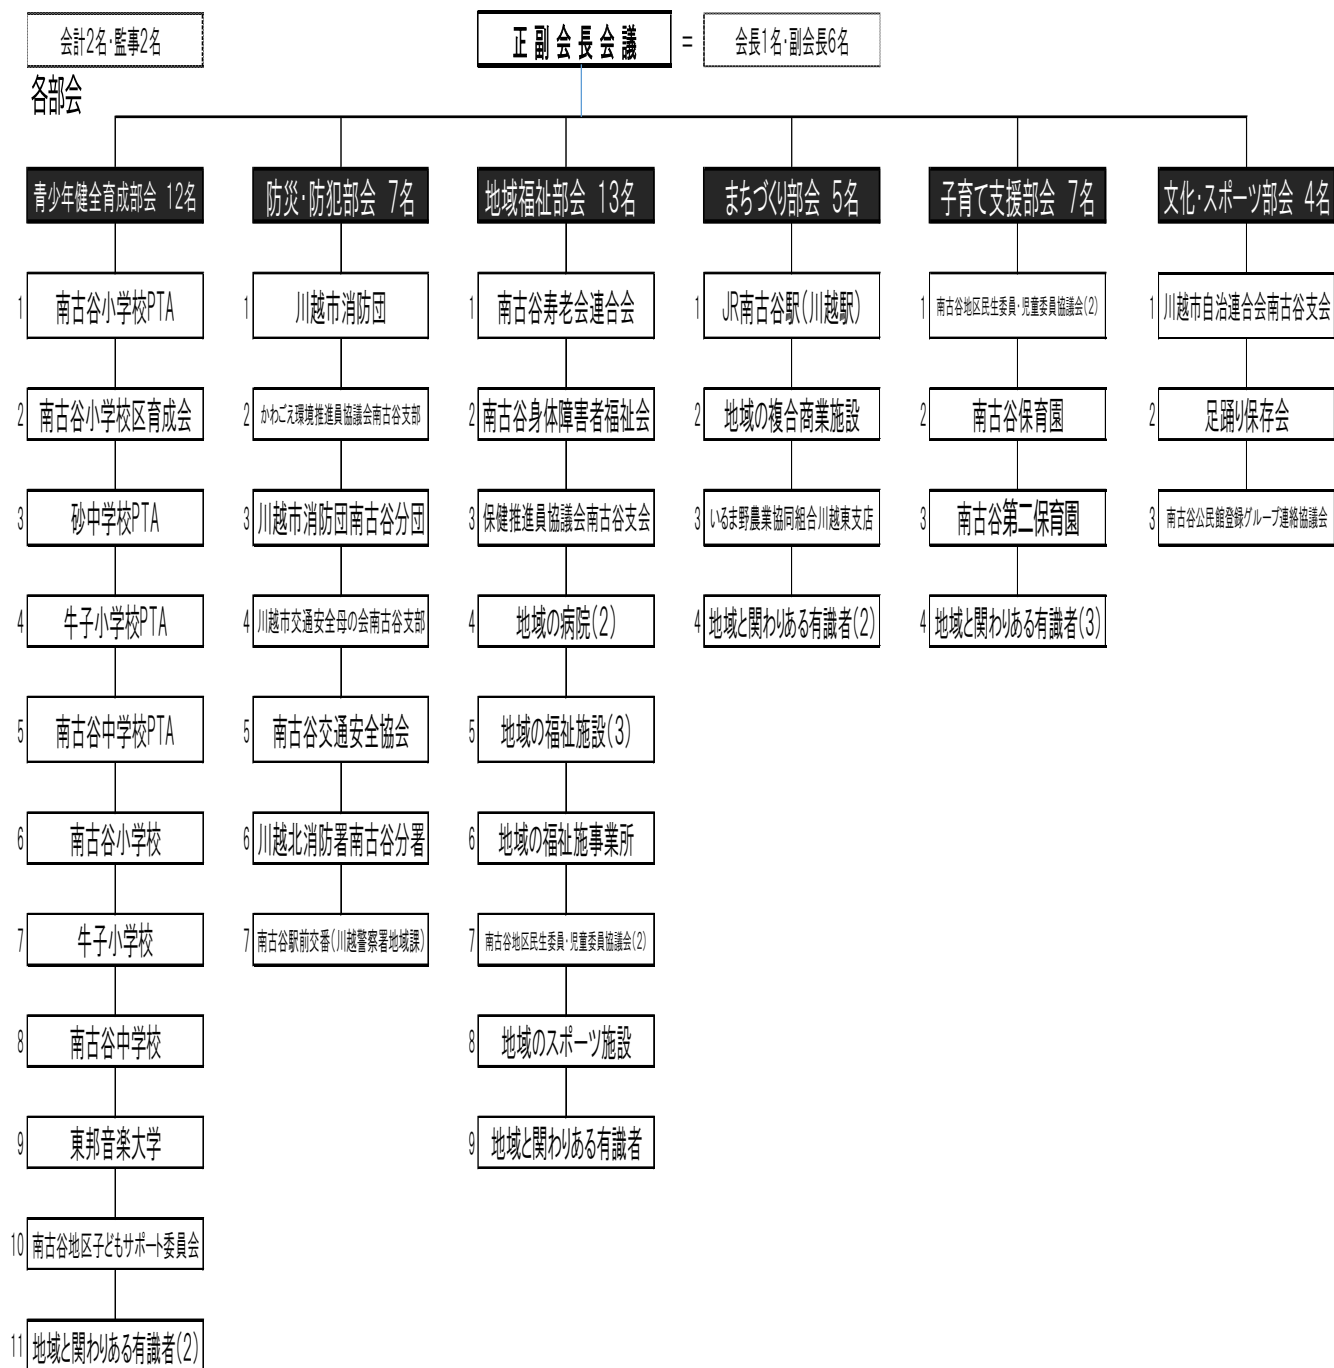 会計2名・監事2名
正副会長会議
=
会長1名・副会長6名
各部会
青少年健全育成部会 12名
1 南古谷小学校PTA
2 南古谷小学校区育成会
3 砂中学校PTA
4 牛子小学校PTA
5 南古谷中学校PTA
6 南古谷小学校
7 牛子小学校
8 南古谷中学校
9 東邦音楽大学
10 南古谷地区子どもサポート委員会
11 地域と関わりある有識者(2)
防災・防犯部会 7名
1 川越市消防団
2 かわごえ環境推進員協議会南古谷支部
3 川越市消防団南古谷分団
4 川越市交通安全母の会南古谷支部
5 南古谷交通安全協会
6 川越北消防署南古谷分署
7 南古谷駅前交番(川越警察署地域課)
地域福祉部会 13名
1 南古谷寿老会連合会
2 南古谷身体障害者福祉会
3 保健推進員協議会南古谷支会
4 地域の病院(2)
5 地域の福祉施設(3)
6 地域の福祉施事業所
7 南古谷地区民生委員・児童委員協議会(2)
8 地域のスポーツ施設
9 地域と関わりある有識者
まちづくり部会 5名
1 JR南古谷駅(川越駅)
2 地域の複合商業施設
3 いるま野農業協同組合川越東支店
4 地域と関わりある有識者(2)
子育て支援部会 7名
1 南古谷地区民生委員・児童委員協議会(2)
2 南古谷保育園
3 南古谷第二保育園
4 地域と関わりある有識者(3)
文化・スポーツ部会 4名
1 川越市自治連合会南古谷支会
2 足踊り保存会
3 南古谷公民館登録グループ連絡協議会